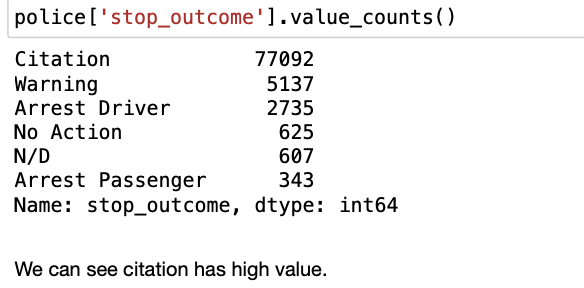 police['stop_outcome'].value_counts()
Citation 77092
Warning 5137
Arrest Driver 2735
No Action 625
N/D 607
Arrest Passenger 343
Name: stop_outcome, dtype: int64
We can see citation has high value.